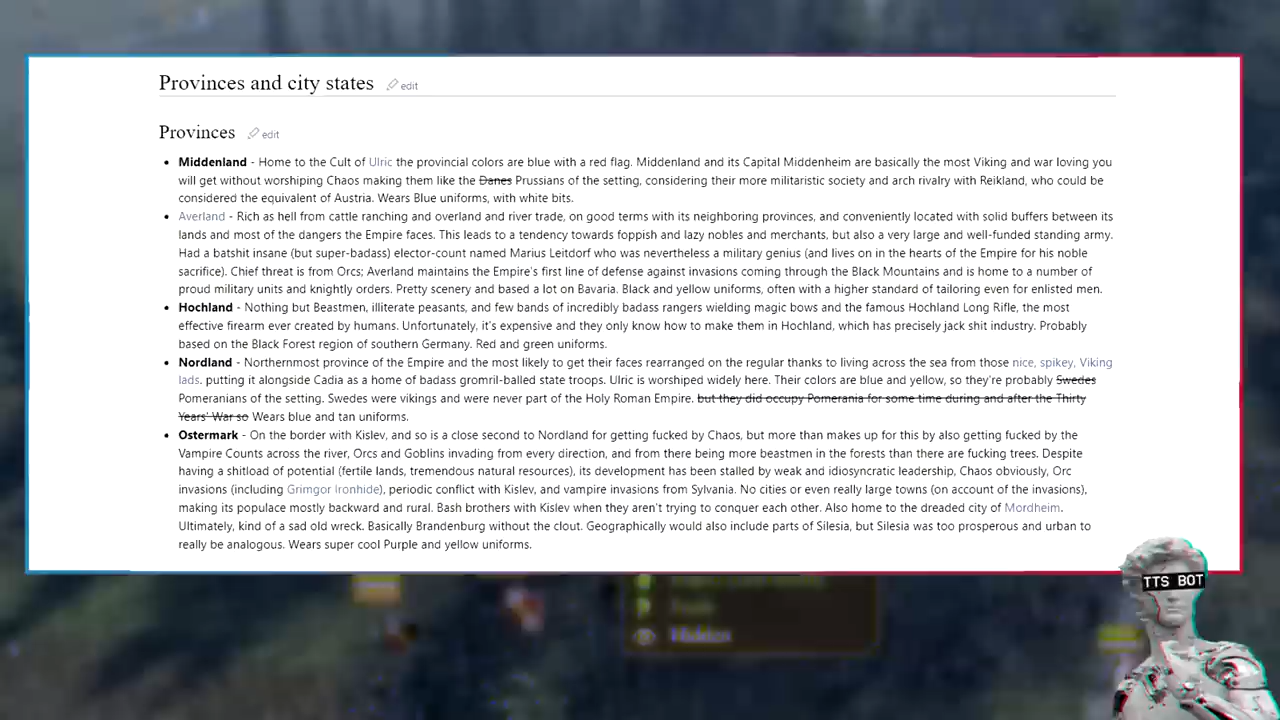 Provinces and city states edit
Provinces edit
Middenland - Home to the Cult of Ulric the provincial colors are blue with a red flag. Middenland and its Capital Middenheim are basically the most Viking and war loving you
will get without worshiping Chaos making them like the Danes Prussians of the setting, considering their more militaristic society and arch rivalry with Reikland, who could be
considered the equivalent of Austria. Wears Blue uniforms, with white bits.
Averland - Rich as hell from cattle ranching and overland and river trade, on good terms with its neighboring provinces, and conveniently located with solid buffers between its
lands and most of the dangers the Empire faces. This leads to a tendency towards foppish and lazy nobles and merchants, but also a very large and well-funded standing army.
Had a batshit insane (but super-badass) elector-count named Marius Leitdorf who was nevertheless a military genius (and lives on in the hearts of the Empire for his noble
sacrifice). Chief threat is from Orcs; Averland maintains the Empire's first line of defense against invasions coming through the Black Mountains and is home to a number of
proud military units and knightly orders. Pretty scenery and based a lot on Bavaria. Black and yellow uniforms, often with a higher standard of tailoring even for enlisted men.
Hochland - Nothing but Beastmen, illiterate peasants, and few bands of incredibly badass rangers wielding magic bows and the famous Hochland Long Rifle, the most
effective firearm ever created by humans. Unfortunately, it's expensive and they only know how to make them in Hochland, which has precisely jack shit industry. Probably
based on the Black Forest region of southern Germany. Red and green uniforms.
Nordland - Northernmost province of the Empire and the most likely to get their faces rearranged on the regular thanks to living across the sea from those nice, spikey, Viking
lads. putting it alongside Cadia as a home of badass gromril-balled state troops. Ulric is worshiped widely here. Their colors are blue and yellow, so they're probably Swedes
Pomeranians of the setting. Swedes were vikings and were never part of the Holy Roman Empire. but they did occupy Pomerania for some time during and after the Thirty
Years' War so Wears blue and tan uniforms.
Ostermark - On the border with Kislev, and so is a close second to Nordland for getting fucked by Chaos, but more than makes up for this by also getting fucked by the
Vampire Counts across the river, Orcs and Goblins invading from every direction, and from there being more beastmen in the forests than there are fucking trees. Despite
having a shitload of potential (fertile lands, tremendous natural resources), its development has been stalled by weak and idiosyncratic leadership, Chaos obviously, Orc
invasions (including Grimgor Ironhide), periodic conflict with Kislev, and vampire invasions from Sylvania. No cities or even really large towns (on account of the invasions),
making its populace mostly backward and rural. Bash brothers with Kislev when they aren't trying to conquer each other. Also home to the dreaded city of Mordheim.
Ultimately, kind of a sad old wreck. Basically Brandenburg without the clout. Geographically would also include parts of Silesia, but Silesia was too prosperous and urban to
really be analogous. Wears super cool Purple and yellow uniforms.
TTS BOT
Hidden